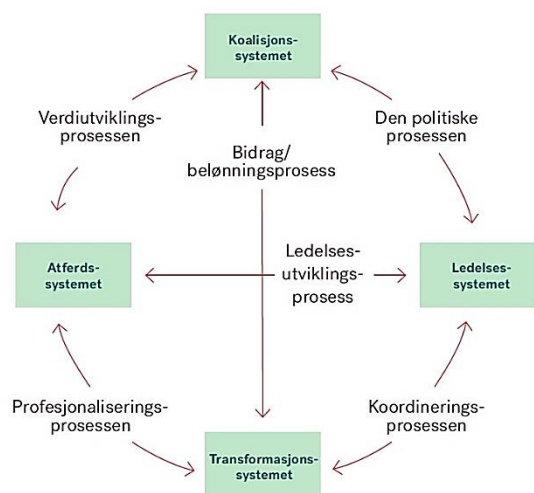 Koalisjons-
systemet
Verdiutviklings-
prosessen
Den politiske
prosessen
Bidrag/
belønningsprosess
Atferds-
systemet
Ledelses-
utviklings-
prosess
Ledelses-
systemet
Profesjonaliserings-
prosessen
Koordinerings-
prosessen
Transformasjons-
systemet